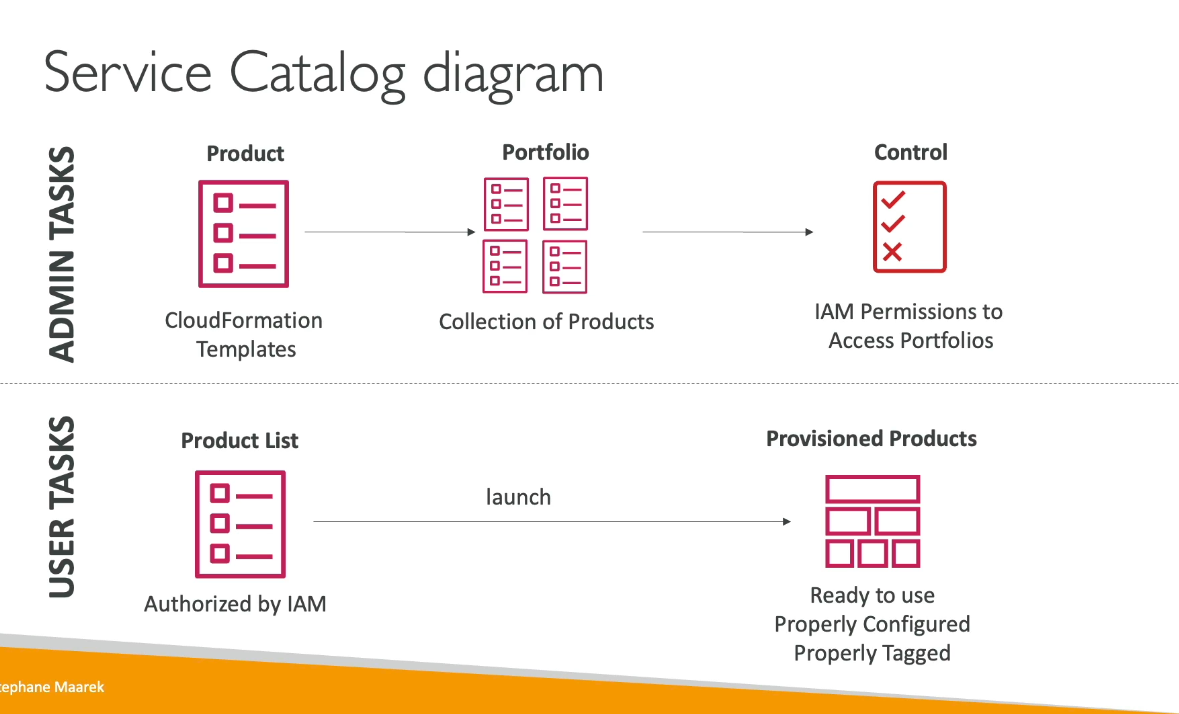 Service Catalog diagram
ADMIN TASKS
Product
Portfolio
Control
CloudFormation
Templates
Collection of Products
IAM Permissions to
Access Portfolios
USER TASKS
Product List
Provisioned Products
launch
Authorized by IAM
Ready to use
Properly Configured
Properly Tagged
tephane Maarek